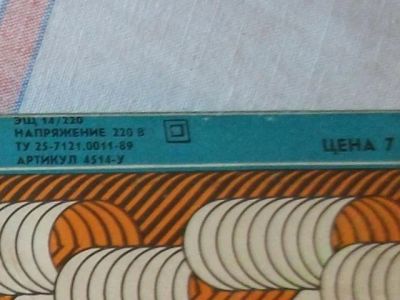 ЭЩ 14/220
НАПРЯЖЕНИЕ 220 В
ТУ 25-7121.0011-89
АРТИКУЛ 4514-У
ЦЕНА 7